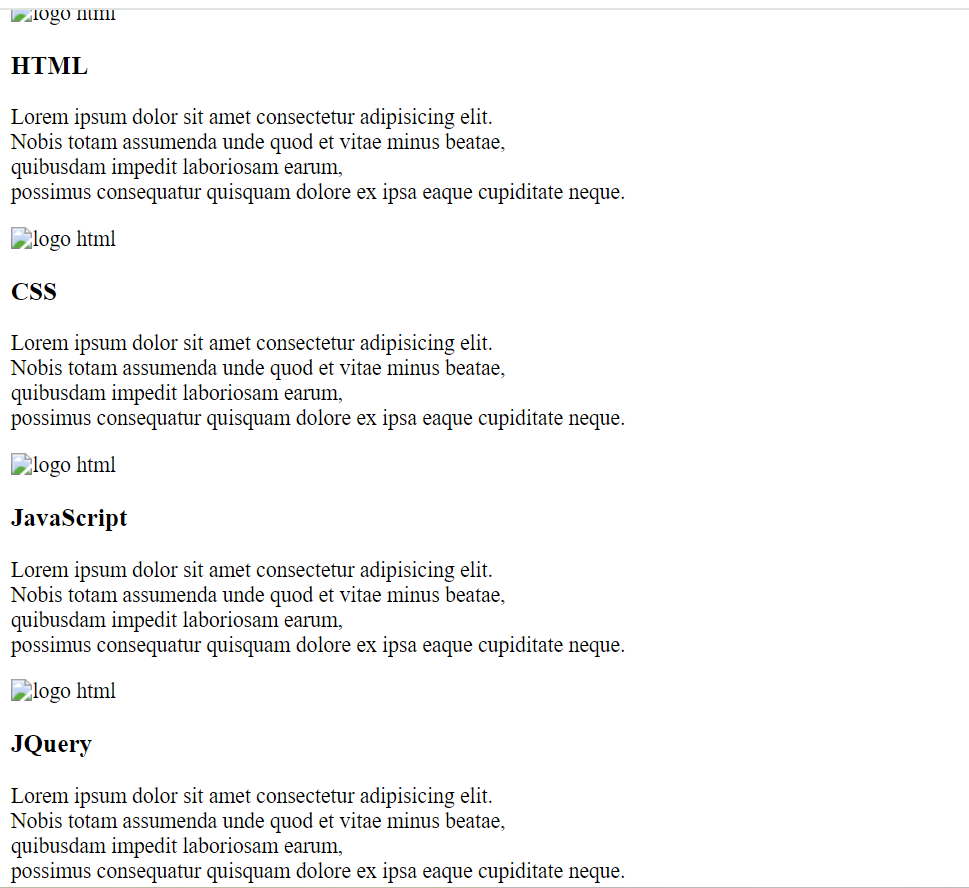 logo html
HTML
Lorem ipsum dolor sit amet consectetur adipisicing elit.
Nobis totam assumenda unde quod et vitae minus beatae,
quibusdam impedit laboriosam earum,
possimus consequatur quisquam dolore ex ipsa eaque cupiditate neque.
logo html
CSS
Lorem ipsum dolor sit amet consectetur adipisicing elit.
Nobis totam assumenda unde quod et vitae minus beatae,
quibusdam impedit laboriosam earum,
possimus consequatur quisquam dolore ex ipsa eaque cupiditate neque.
logo html
JavaScript
Lorem ipsum dolor sit amet consectetur adipisicing elit.
Nobis totam assumenda unde quod et vitae minus beatae,
quibusdam impedit laboriosam earum,
possimus consequatur quisquam dolore ex ipsa eaque cupiditate neque.
logo html
JQuery
Lorem ipsum dolor sit amet consectetur adipisicing elit.
Nobis totam assumenda unde quod et vitae minus beatae,
quibusdam impedit laboriosam earum,
possimus consequatur quisquam dolore ex ipsa eaque cupiditate neque.